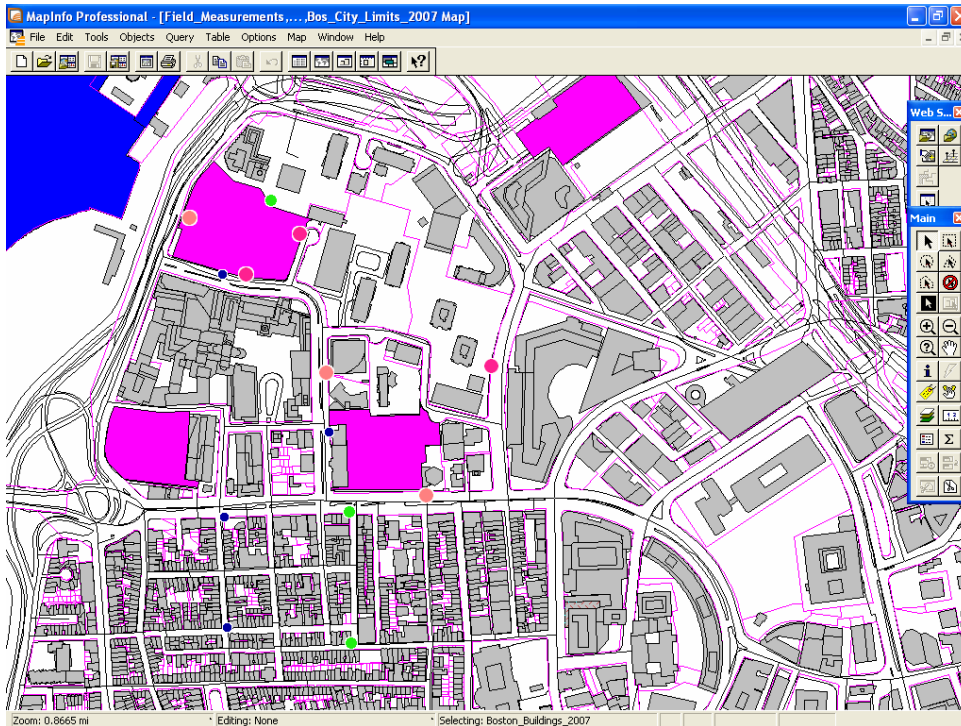 MapInfo Professional - [Field_Measurements,...,Bos_City_Limits_2007 Map]
File Edit Tools Objects Query Table Options Map Window Help
Web S...
Main
Zoom: 0.8665 mi
Editing: None
Selecting: Boston_Buildings_2007